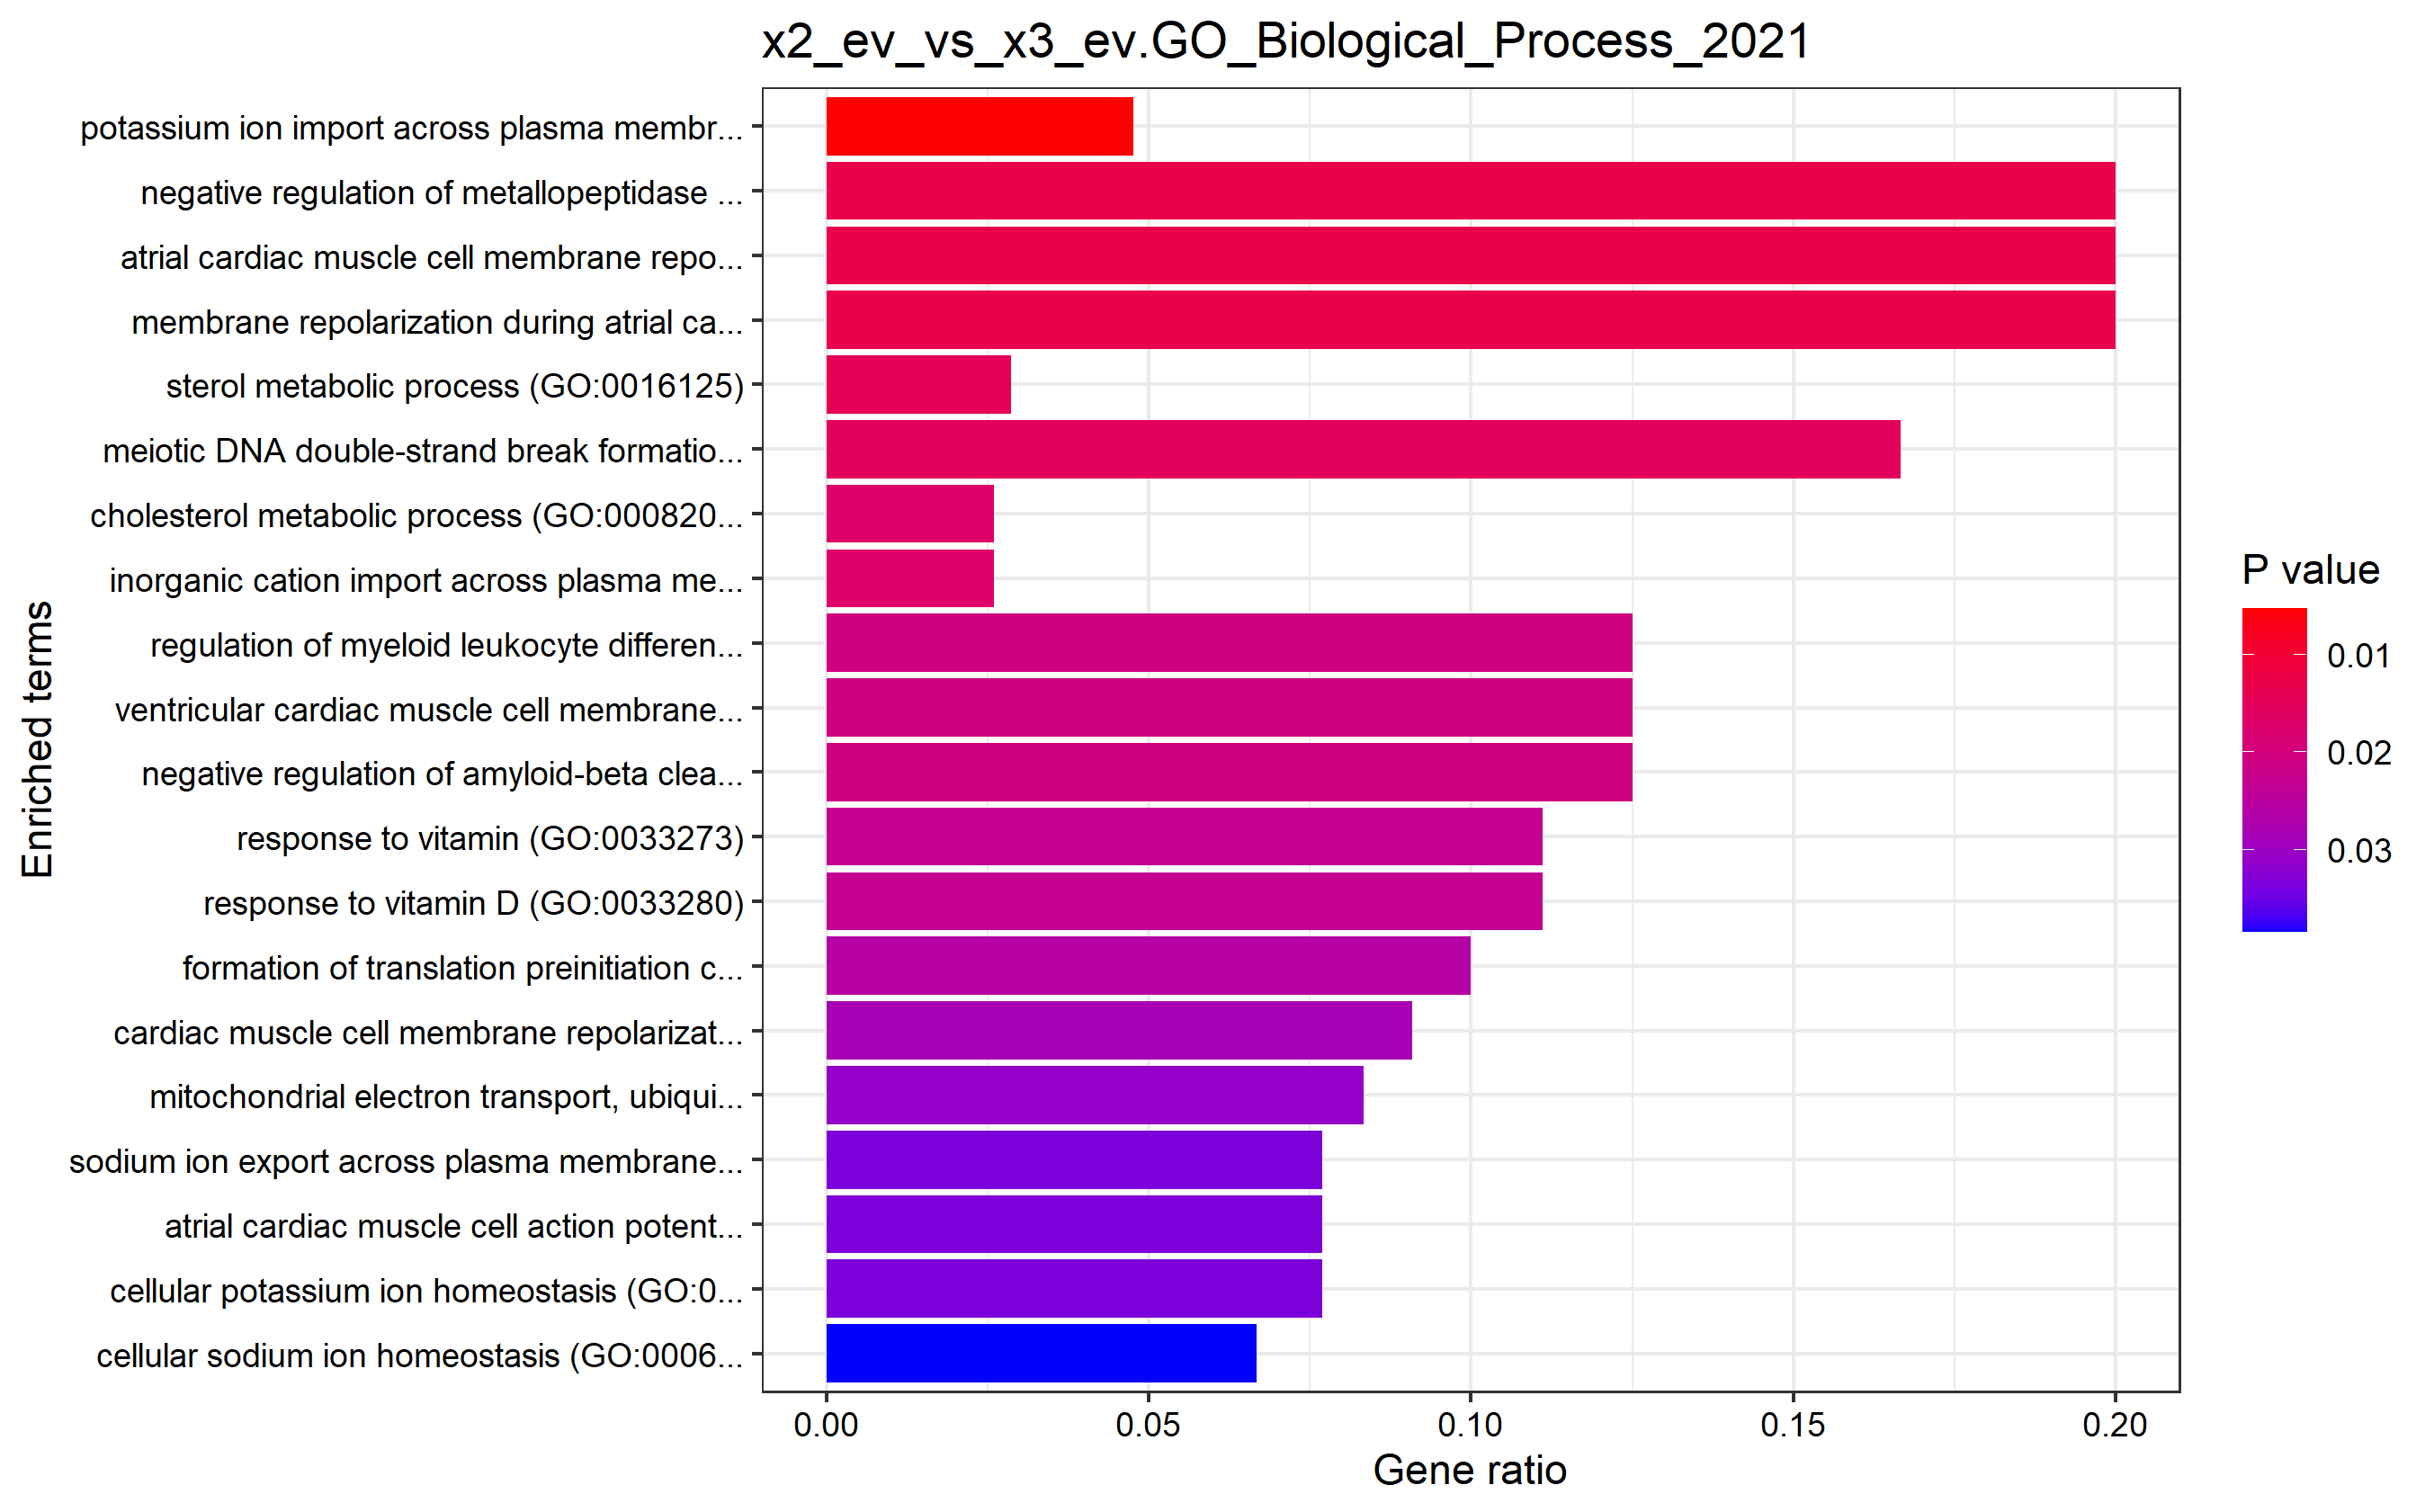 x2_ev_vs_x3_ev.GO_Biological_Process_2021
Enriched terms
potassium ion import across plasma membr...
negative regulation of metallopeptidase ...
atrial cardiac muscle cell membrane repo...
membrane repolarization during atrial ca...
sterol metabolic process (GO:0016125)
meiotic DNA double-strand break formatio...
cholesterol metabolic process (GO:000820...
inorganic cation import across plasma me...
regulation of myeloid leukocyte differen...
ventricular cardiac muscle cell membrane...
negative regulation of amyloid-beta clea...
response to vitamin (GO:0033273)
response to vitamin D (GO:0033280)
formation of translation preinitiation c...
cardiac muscle cell membrane repolarizat...
mitochondrial electron transport, ubiqui...
sodium ion export across plasma membrane...
atrial cardiac muscle cell action potent...
cellular potassium ion homeostasis (GO:0...
cellular sodium ion homeostasis (GO:0006...
0.00 0.05 0.10 0.15 0.20
Gene ratio
P value
0.01
0.02
0.03